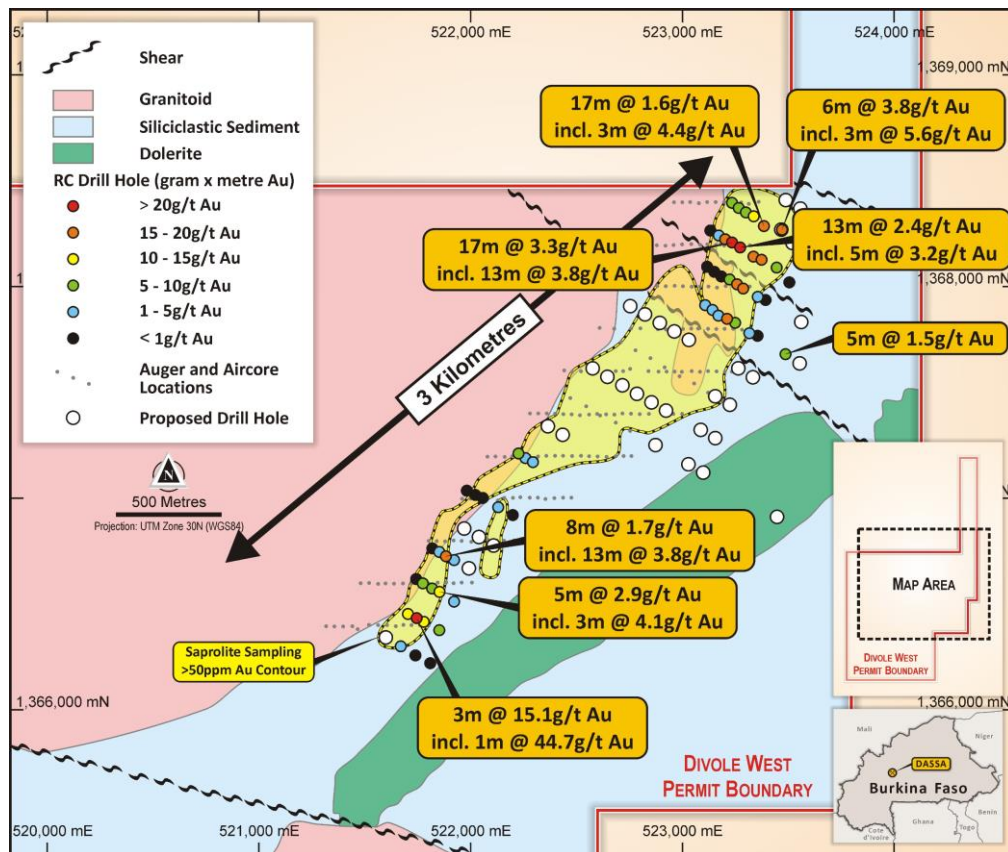 522,000 mE
523,000 mE
524,000 mE
1,369,000 mN
Shear
Granitoid
Siliciclastic Sediment
Dolerite
RC Drill Hole (gram x metre Au)
> 20g/t Au
15 - 20g/t Au
10 - 15g/t Au
5 - 10g/t Au
1 - 5g/t Au
< 1g/t Au
Auger and Aircore
Locations
Proposed Drill Hole
N
500 Metres
Projection: UTM Zone 30N (WGS84)
17m @ 1.6g/t Au
incl. 3m @ 4.4g/t Au
6m @ 3.8g/t Au
incl. 3m @ 5.6g/t Au
17m @ 3.3g/t Au
incl. 13m @ 3.8g/t Au
13m @ 2.4g/t Au
incl. 5m @ 3.2g/t Au
1,368,000 mN
5m @ 1.5g/t Au
3 Kilometres
8m @ 1.7g/t Au
incl. 13m @ 3.8g/t Au
5m @ 2.9g/t Au
incl. 3m @ 4.1g/t Au
Saprolite Sampling
>50ppm Au Contour
3m @ 15.1g/t Au
incl. 1m @ 44.7g/t Au
1,366,000 mN
1,366,000 mN
MAP AREA
DIVOLE WEST
PERMIT BOUNDARY
DIVOLE WEST
PERMIT BOUNDARY
Mali
Niger
DASSA
Burkina Faso
Benin
Ghana
Togo
Cote
d'Ivoire
520,000 mE
521,000 mE
522,000 mE
523,000 mE